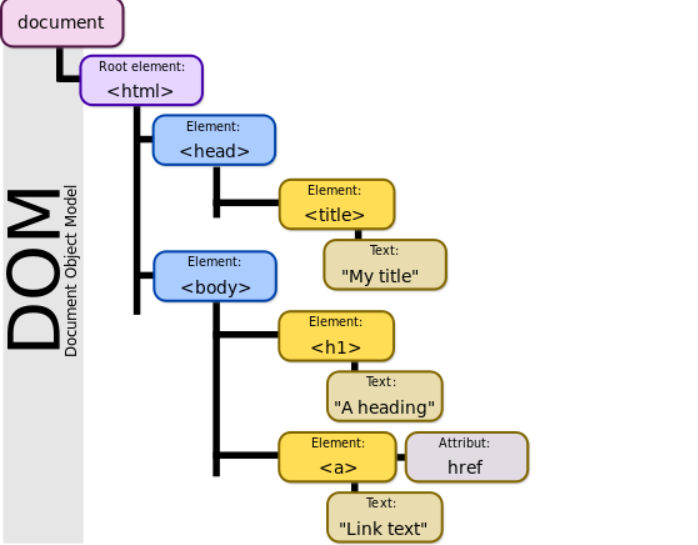 document
Root element:
<html>
Element:
<head>
Element:
<title>
Text:
"My title"
Element:
<body>
Element:
<h1>
Text:
"A heading"
Element:
<a>
Attribut:
href
Text:
"Link text"
DOM
Document Object Model